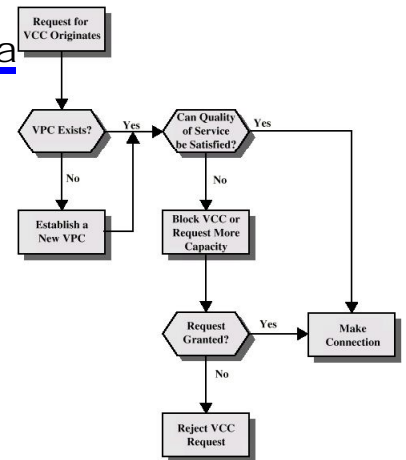 Request for
VCC Originates
a
VPC Exists?
Yes
Can Quality
of Service
be Satisfied?
Yes
No
No
Establish a
New VPC
Block VCC or
Request More
Capacity
Request
Granted?
Yes
Make
Connection
No
Reject VCC
Request